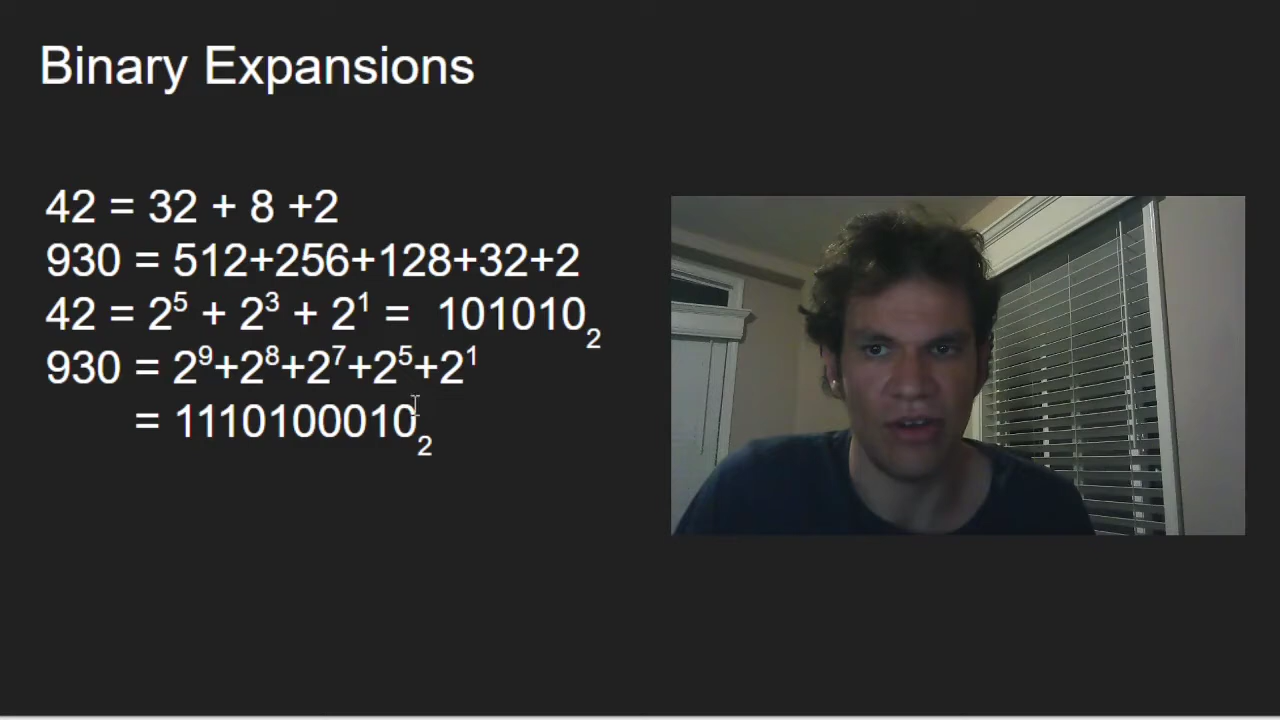 Binary Expansions
42 = 32 + 8 +2
930 = 512+256+128+32+2
42 = 2⁵ + 2³ + 2¹ = 101010₂
930 = 2⁹+2⁸+2⁷+2⁵+2¹
= 1110100010₂